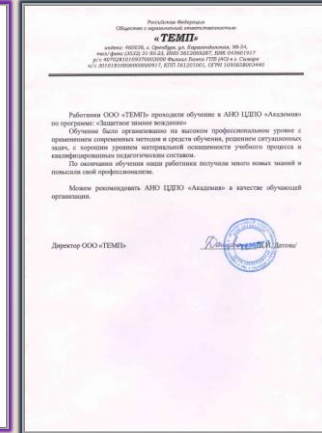 Российская Федерация
Общество с ограниченной ответственностью
«ТЕМП»
Работники ООО «ТЕМП» проходили обучение в АНО ЦДПО «Академия»
по программе: «Защитное зимнее вождение»
Обучение было организовано на высоком профессиональном уровне с
применением современных методов и средств обучения, решением ситуационных
задач, с хорошим уровнем материальной оснащенности учебного процесса и
квалифицированным педагогическим составом.
По окончании обучения наши работники получили много новых знаний и
повысили свой профессионализм.
Можем рекомендовать АНО ЦДПО «Академия» в качестве обучающей
организации.
Директор ООО «ТЕМП»